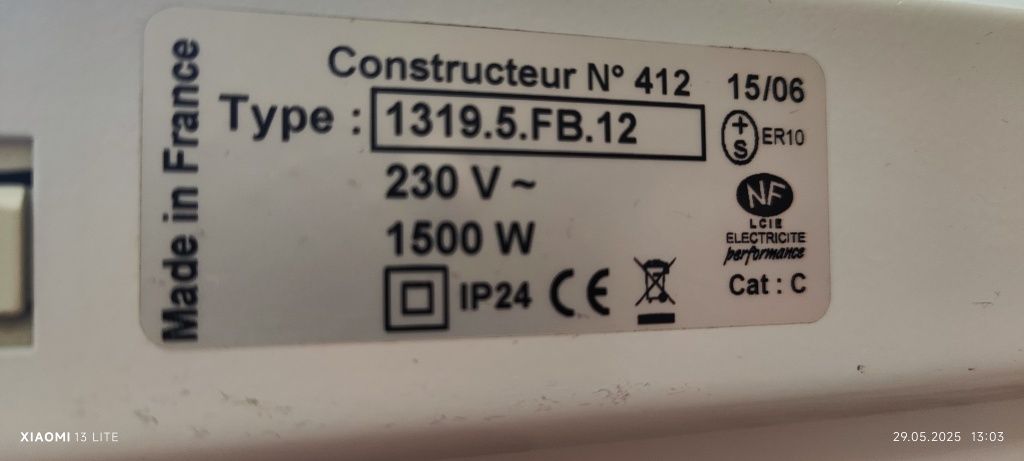 Made in France
Constructeur N° 412
15/06
Type : 1319.5.FB.12
+
S
ER10
230 V ~
NF
1500 W
LCIE
ELECTRICITE
performance
IP24 CE
Cat : C
XIAOMI 13 LITE
29.05.2025 13:03